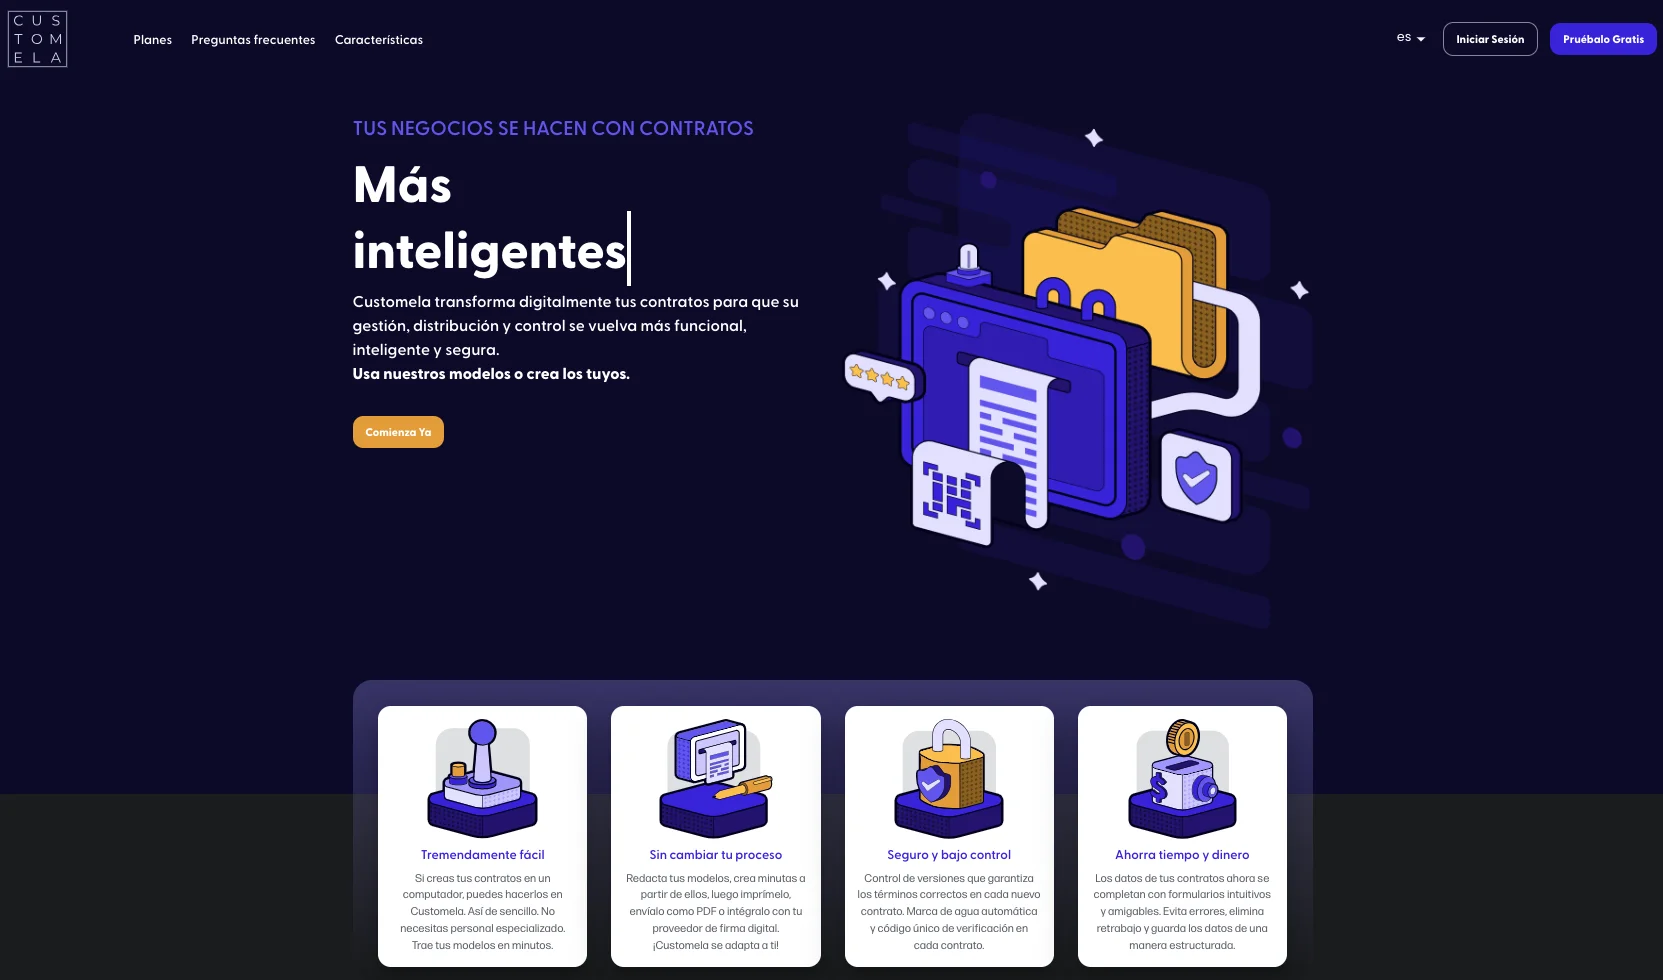 CUS
TOM
ELA
Planes
Preguntas frecuentes
Características
es
Iniciar Sesión
Pruébalo Gratis
TUS NEGOCIOS SE HACEN CON CONTRATOS
Más
inteligentes
Customela transforma digitalmente tus contratos para que su
gestión, distribución y control se vuelva más funcional,
inteligente y segura.
Usa nuestros modelos o crea los tuyos.
Comienza Ya
Tremendamente fácil
Si creas tus contratos en un
computador, puedes hacerlos en
Customela. Así de sencillo. No
necesitas personal especializado.
Trae tus modelos en minutos.
Sin cambiar tu proceso
Redacta tus modelos, crea minutas a
partir de ellos, luego imprímelo,
envíalo como PDF o intégralo con tu
proveedor de firma digital.
¡Customela se adapta a ti!
Seguro y bajo control
Control de versiones que garantiza
los términos correctos en cada nuevo
contrato. Marca de agua automática
y código único de verificación en
cada contrato.
Ahorra tiempo y dinero
Los datos de tus contratos ahora se
completan con formularios intuitivos
y amigables. Evita errores, elimina
retrabajo y guarda los datos de una
manera estructurada.